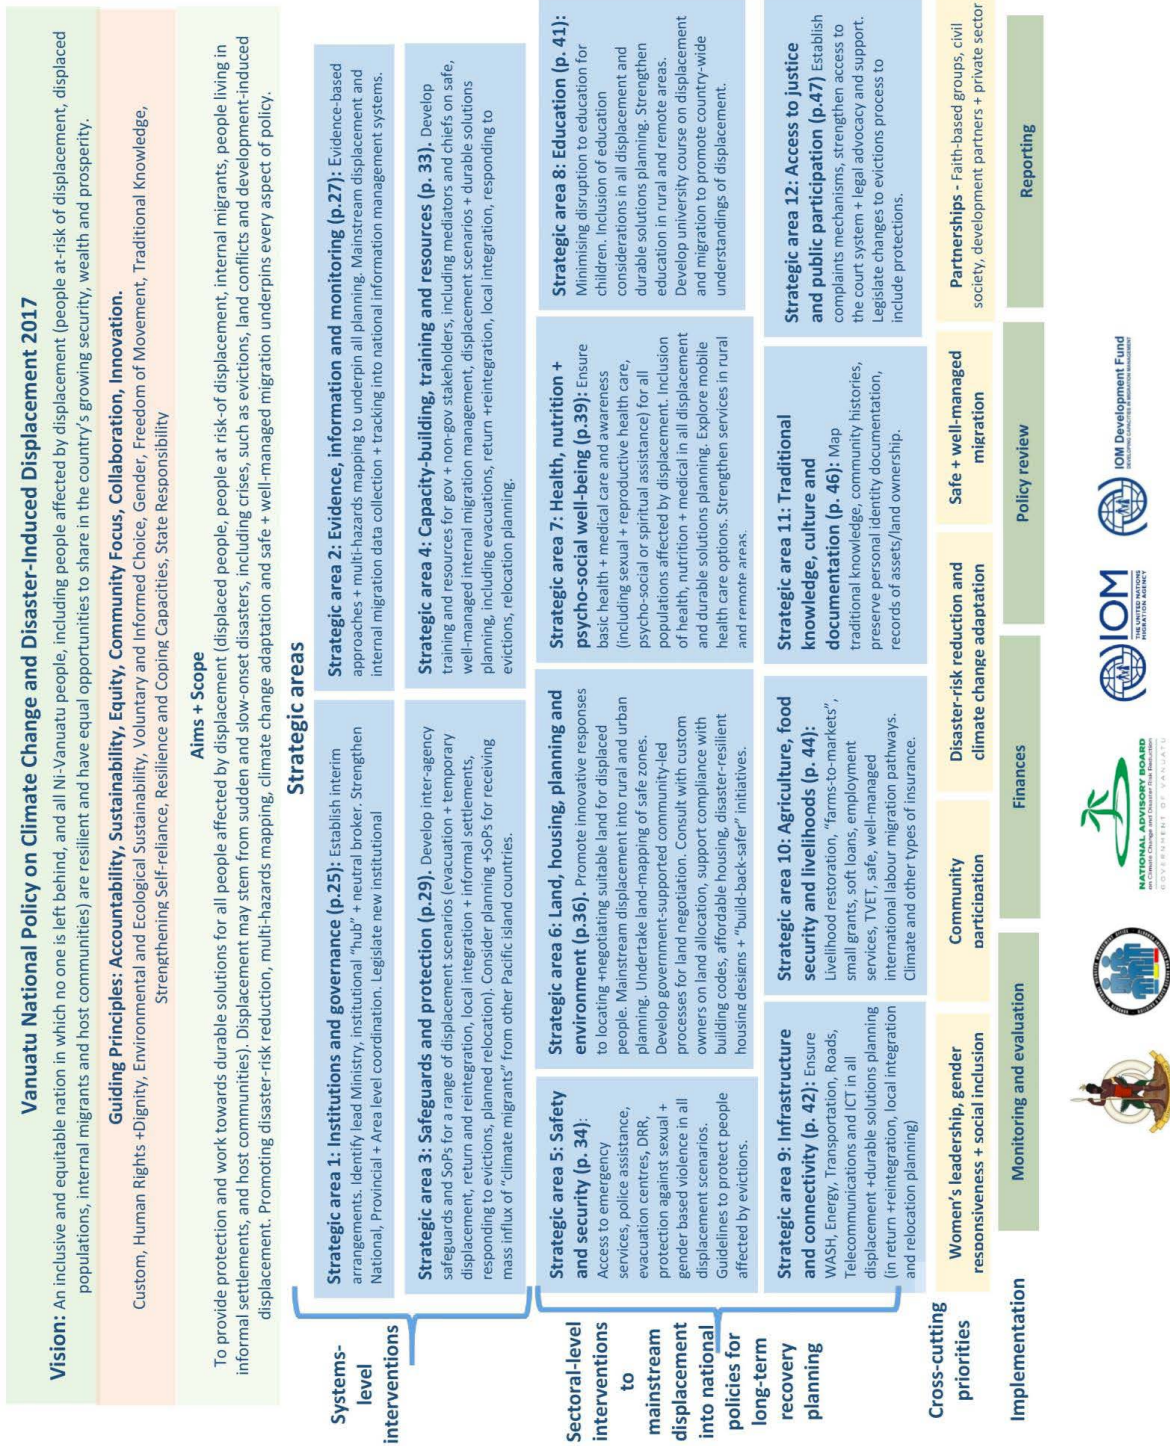 Vanuatu National Policy on Climate Change and Disaster-Induced Displacement 2017
Vision: An inclusive and equitable nation in which no one is left behind, and all Ni-Vanuatu people, including people affected by displacement (people at-risk of displacement, displaced
populations, internal migrants and host communities) are resilient and have equal opportunities to share in the country's growing security, wealth and prosperity.
Guiding Principles: Accountability, Sustainability, Equity, Community Focus, Collaboration, Innovation.
Custom, Human Rights +Dignity, Environmental and Ecological Sustainability, Voluntary and Informed Choice, Gender, Freedom of Movement, Traditional Knowledge,
Strengthening Self-reliance, Resilience and Coping Capacities, State Responsibility
Aims + Scope
To provide protection and work towards durable solutions for all people affected by displacement (displaced people, people at risk-of displacement, internal migrants, people living in
informal settlements, and host communities). Displacement may stem from sudden and slow-onset disasters, including crises, such as evictions, land conflicts and development-induced
displacement. Promoting disaster-risk reduction, multi-hazards mapping, climate change adaptation and safe + well-managed migration underpins every aspect of policy.
Strategic areas
Systems-
level
interventions
Strategic area 1: Institutions and governance (p.25): Establish interim
arrangements. Identify lead Ministry, institutional "hub" + neutral broker. Strengthen
National, Provincial + Area level coordination. Legislate new institutional
Strategic area 2: Evidence, information and monitoring (p.27): Evidence-based
approaches + multi-hazards mapping to underpin all planning. Mainstream displacement and
internal migration data collection + tracking into national information management systems.
Strategic area 3: Safeguards and protection (p.29). Develop inter-agency
safeguards and SoPs for a range of displacement scenarios (evacuation + temporary
displacement, return and reintegration, local integration + informal settlements,
responding to evictions, planned relocation). Consider planning +SoPs for receiving
mass influx of "climate migrants" from other Pacific island countries.
Strategic area 4: Capacity-building, training and resources (p. 33). Develop
training and resources for gov + non-gov stakeholders, including mediators and chiefs on safe,
well-managed internal migration management, displacement scenarios + durable solutions
planning, including evacuations, return +reintegration, local integration, responding to
evictions, relocation planning.
Sectoral-level
interventions
to
mainstream
displacement
into national
policies for
long-term
recovery
planning
Strategic area 5: Safety
and security (p. 34):
Access to emergency
services, police assistance,
evacuation centres, DRR,
protection against sexual +
gender based violence in all
displacement scenarios.
Guidelines to protect people
affected by evictions.
Strategic area 6: Land, housing, planning and
environment (p.36). Promote innovative responses
to locating +negotiating suitable land for displaced
people. Mainstream displacement into rural and urban
planning. Undertake land-mapping of safe zones.
Develop government-supported community-led
processes for land negotiation. Consult with custom
owners on land allocation, support compliance with
building codes, affordable housing, disaster-resilient
housing designs + "build-back-safer" initiatives.
Strategic area 7: Health, nutrition +
psycho-social well-being (p.39): Ensure
basic health + medical care and awareness
(including sexual + reproductive health care,
psycho-social or spiritual assistance) for all
populations affected by displacement. Inclusion
of health, nutrition + medical in all displacement
and durable solutions planning. Explore mobile
health care options. Strengthen services in rural
and remote areas.
Strategic area 8: Education (p. 41):
Minimising disruption to education for
children. Inclusion of education
considerations in all displacement and
durable solutions planning. Strengthen
education in rural and remote areas.
Develop university course on displacement
and migration to promote country-wide
understandings of displacement.
Strategic area 9: Infrastructure
and connectivity (p. 42): Ensure
WASH, Energy, Transportation, Roads,
Telecommunications and ICT in all
displacement +durable solutions planning
(in return +reintegration, local integration
and relocation planning)
Strategic area 10: Agriculture, food
security and livelihoods (p. 44):
Livelihood restoration, "farms-to-markets",
small grants, soft loans, employment
services, TVET, safe, well-managed
international labour migration pathways.
Climate and other types of insurance.
Strategic area 11: Traditional
knowledge, culture and
documentation (p. 46): Map
traditional knowledge, community histories,
preserve personal identity documentation,
records of assets/land ownership.
Strategic area 12: Access to justice
and public participation (p.47) Establish
complaints mechanisms, strengthen access to
the court system + legal advocacy and support.
Legislate changes to evictions process to
include protections.
Cross-cutting
priorities
Women's leadership, gender
responsiveness + social inclusion
Community
participation
Disaster-risk reduction and
climate change adaptation
Safe + well-managed
migration
Partnerships - Faith-based groups, civil
society, development partners + private sector
Implementation
Monitoring and evaluation
Finances
Policy review
Reporting
NATIONAL ADVISORY BOARD
on Climate Change and Disaster Risk Reduction
GOVERNMENT OF VANUATU
IOM
THE UNITED NATIONS
MIGRATION AGENCY
IOM Development Fund
DEVELOPING CAPACITIES IN MIGRATION MANAGEMENT